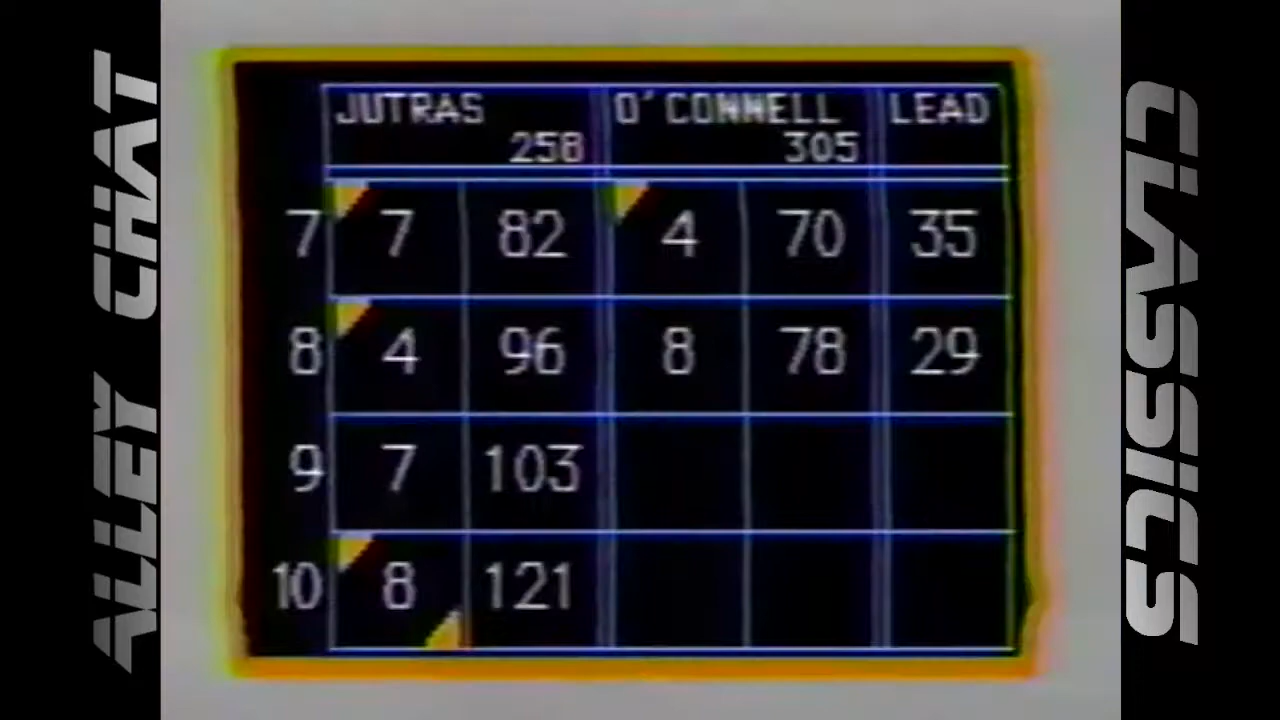 ALLEY CHAT
JUTRAS O'CONNELL LEAD
258 305
7 7 82 4 70 35
8 4 96 8 78 29
9 7 103
10 8 121
CLASSICS